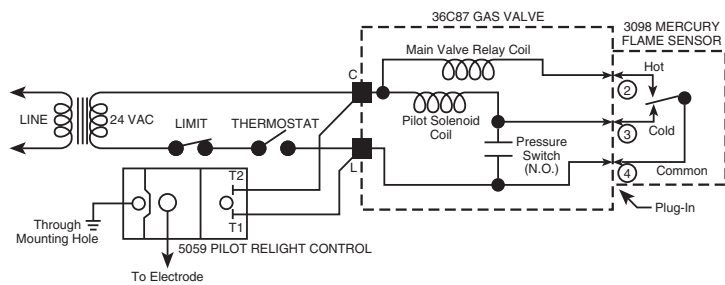 36C87 GAS VALVE
3098 MERCURY
FLAME SENSOR
Main Valve Relay Coil
Hot
C
2
LINE
24 VAC
LIMIT
THERMOSTAT
Pilot Solenoid
Coil
3
Cold
Pressure
Switch
(N.O.)
L
4
Common
T2
T1
Plug-In
Through
Mounting Hole
5059 PILOT RELIGHT CONTROL
To Electrode